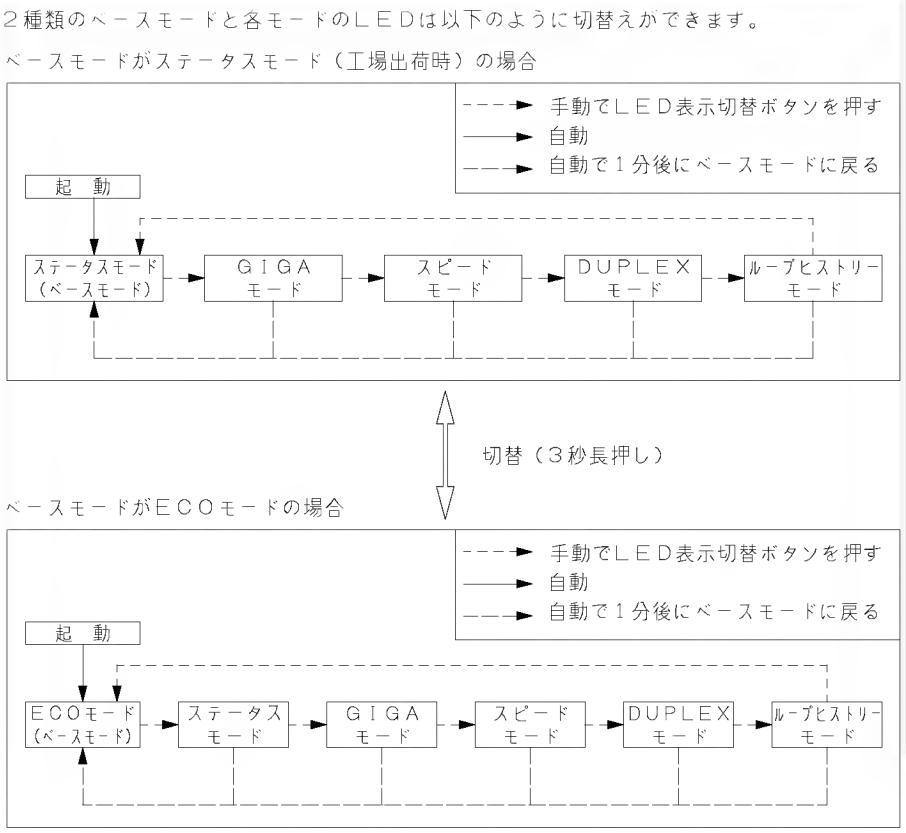 ２種類のベースモードと各モードのＬＥＤは以下のように切替えができます。
ベースモードがステータスモード（工場出荷時）の場合
手動でＬＥＤ表示切替ボタンを押す
自動
自動で１分後にベースモードに戻る
起　動
ステータスモード
（ベースモード）
ＧＩＧＡ
モード
スピード
モード
ＤＵＰＬＥＸ
モード
ループヒストリー
モード
切替（３秒長押し）
ベースモードがＥＣＯモードの場合
手動でＬＥＤ表示切替ボタンを押す
自動
自動で１分後にベースモードに戻る
起　動
ＥＣＯモード
（ベースモード）
ステータス
モード
ＧＩＧＡ
モード
スピード
モード
ＤＵＰＬＥＸ
モード
ループヒストリー
モード